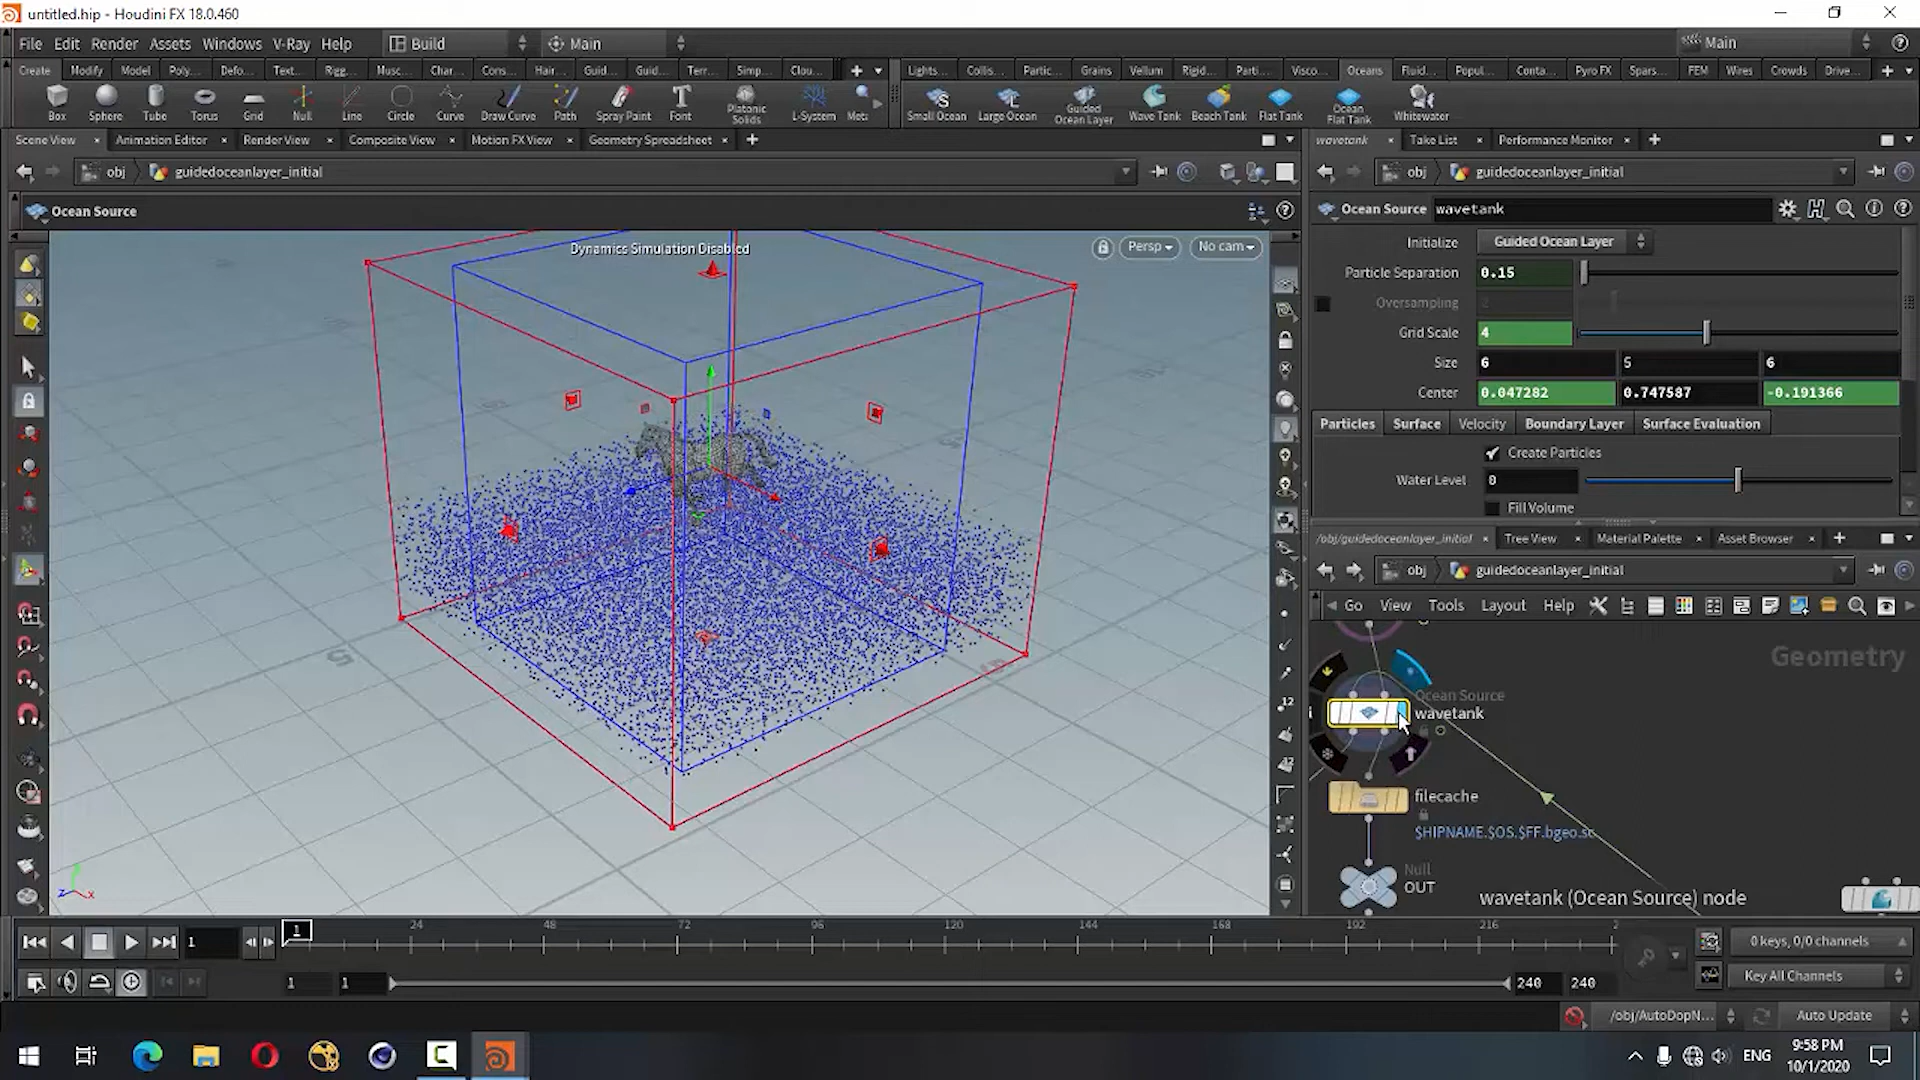 untitled.hip - Houdini FX 18.0.460
File Edit Render Assets Windows V-Ray Help Build Main Main
Create Modify Model Poly... Defo... Text... Rigg... Musc... Char... Cons... Hair... Guid... Guid... Terr... Simp... Clou...
Lights... Collis... Partic... Grains Vellum Rigid... Parti... Visco... Oceans Fluid... Popul... Conta... Pyro FX Spars... FEM Wires Crowds Drive...
Box Sphere Tube Torus Grid Null Line Circle Curve Draw Curve Path Spray Paint Font Platonic Solids L-System Meta
Small Ocean Large Ocean Guided Ocean Layer Wave Tank Beach Tank Flat Tank Ocean Flat Tank Whitewater
Scene View Animation Editor Render View Composite View Motion FX View Geometry Spreadsheet
wavetank Take List Performance Monitor
obj guidedoceanlayer_initial
obj guidedoceanlayer_initial
Ocean Source
Ocean Source wavetank
Dynamics Simulation Disabled
Persp No cam
Initialize Guided Ocean Layer
Particle Separation 0.15
Oversampling 2
Grid Scale 4
Size 6 5 6
Center 0.047282 0.747587 -0.191366
Particles Surface Velocity Boundary Layer Surface Evaluation
Create Particles
Water Level 0
Fill Volume
/obj/guidedoceanlayer_initial Tree View Material Palette Asset Browser
obj guidedoceanlayer_initial
Go View Tools Layout Help
Geometry
Ocean Source
wavetank
filecache
$HIPNAME.$OS.$FF.bgeo.sc
Null
OUT
wavetank (Ocean Source) node
5
z x
1 1 24 48 72 96 120 144 168 192 216 2
0 keys, 0/0 channels
1 1 240 240
Key All Channels
/obj/AutoDopN... Auto Update
ENG
9:58 PM
10/1/2020